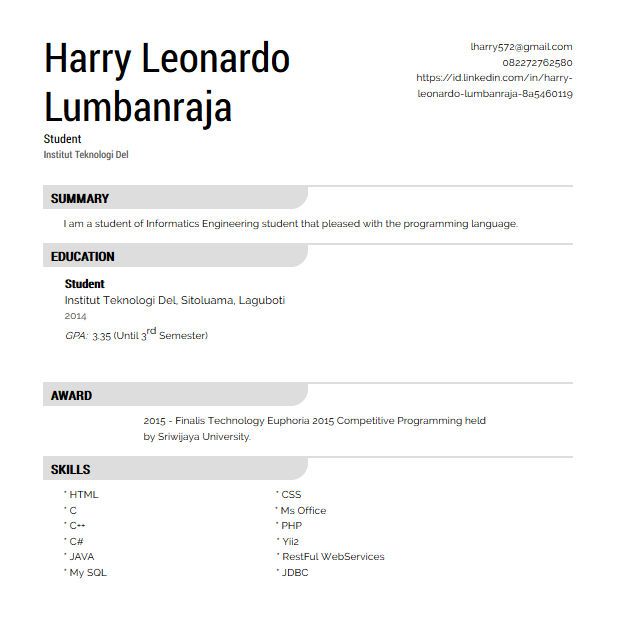 Harry Leonardo
Lumbanraja
Student
Institut Teknologi Del
lharry572@gmail.com
082272762580
https://id.linkedin.com/in/harry-
leonardo-lumbanraja-8a5460119
SUMMARY
I am a student of Informatics Engineering student that pleased with the programming language.
EDUCATION
Student
Institut Teknologi Del, Sitoluama, Laguboti
2014
GPA: 3.35 (Until 3rd Semester)
AWARD
2015 - Finalis Technology Euphoria 2015 Competitive Programming held
by Sriwijaya University.
SKILLS
* HTML
* C
* C++
* C#
* JAVA
* My SQL
* CSS
* Ms Office
* PHP
* Yii2
* RestFul WebServices
* JDBC